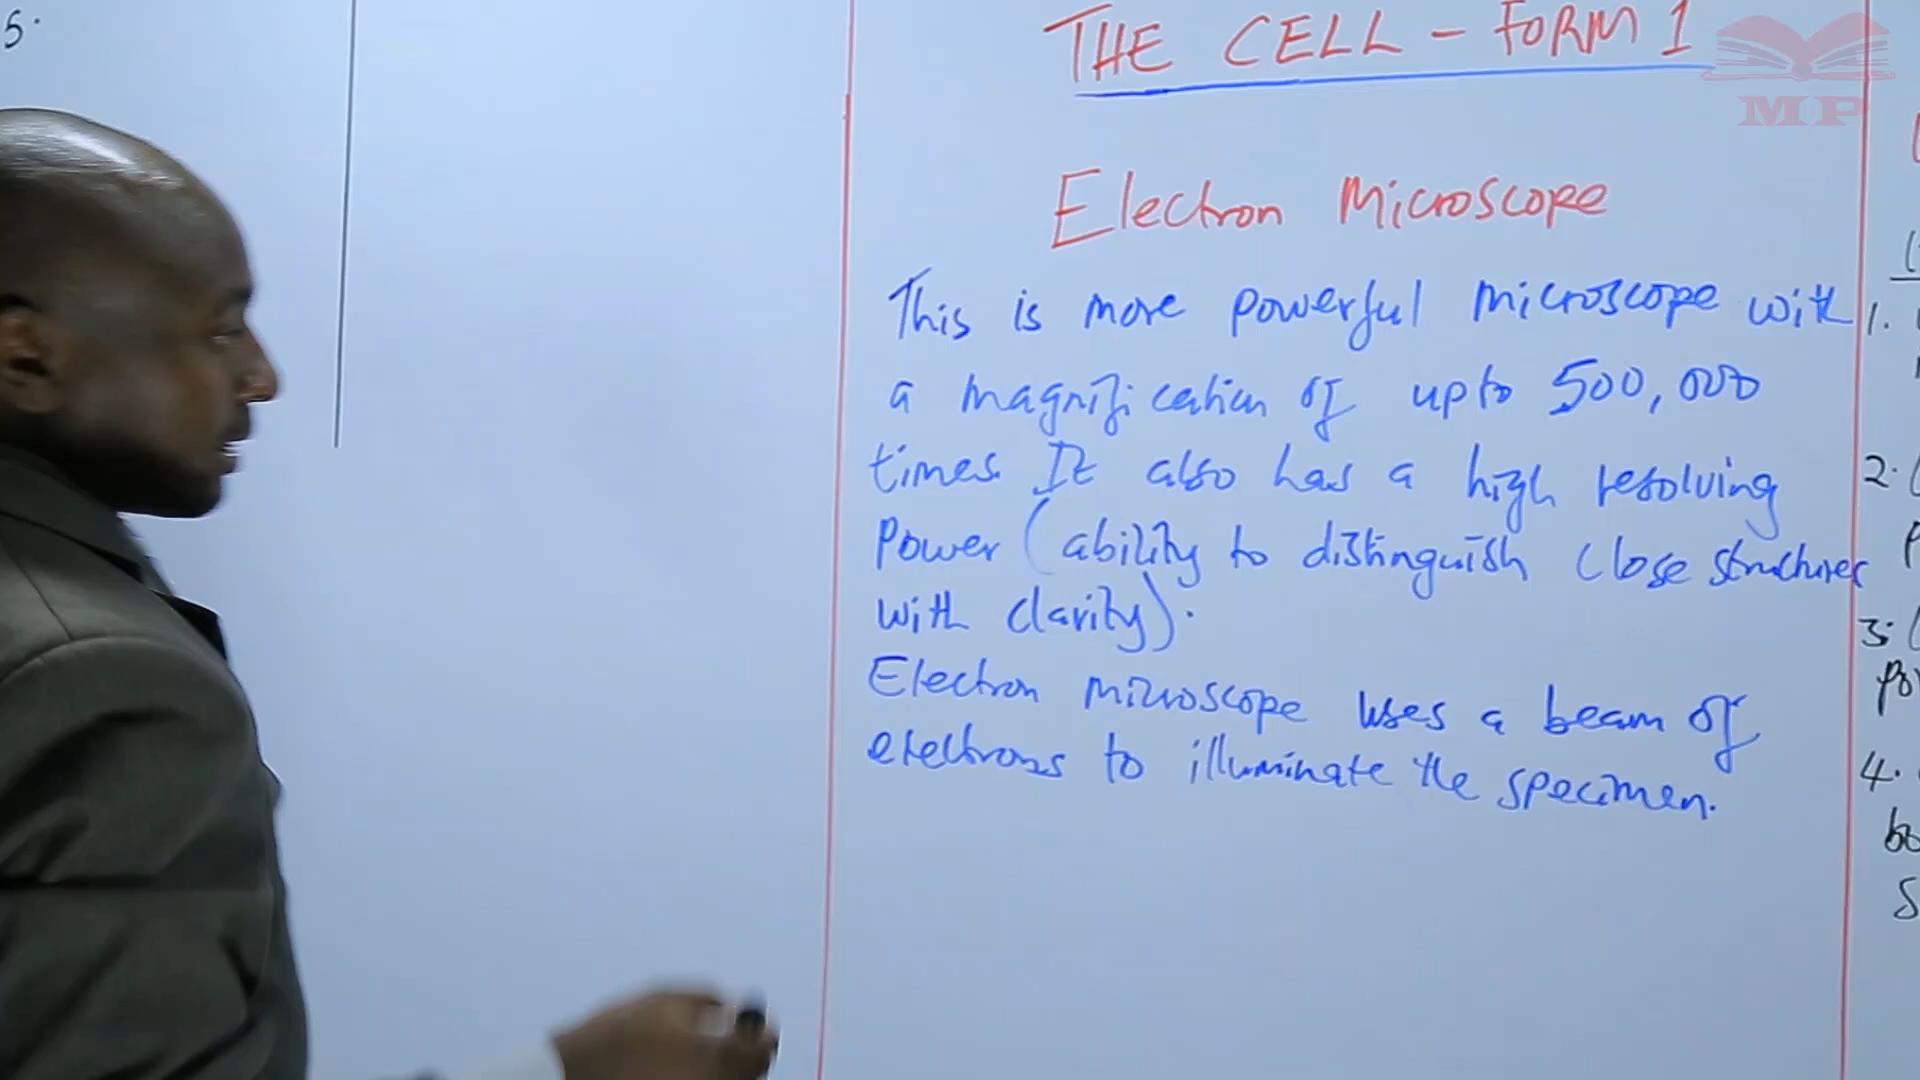 5.
THE CELL - FORM 1
MP
Electron Microscope
This is more powerful microscope with
a magnification of upto 500,000
times. It also has a high resolving
Power (ability to distinguish close structures
with clarity).
Electron microscope uses a beam of
electrons to illuminate the specimen.
1.
2.
3.
4.